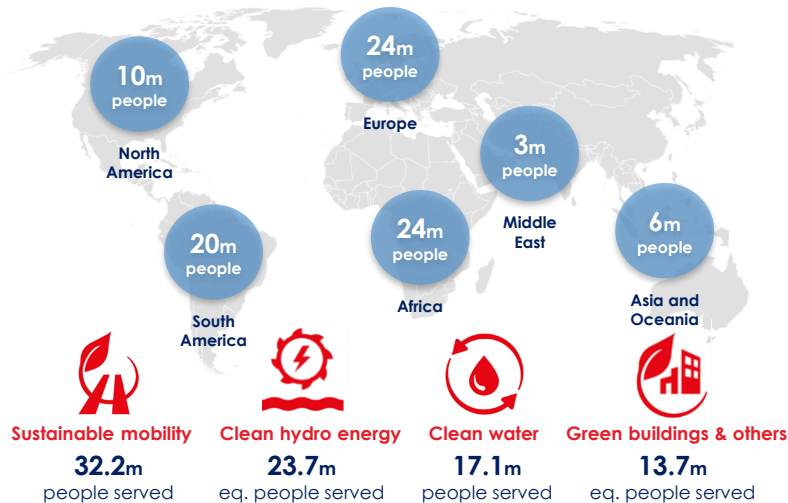 10m
people
North
America
24m
people
Europe
3m
people
Middle
East
20m
people
South
America
24m
people
Africa
6m
people
Asia and
Oceania
Sustainable mobility
32.2m
people served
Clean hydro energy
23.7m
eq. people served
Clean water
17.1m
people served
Green buildings & others
13.7m
eq. people served